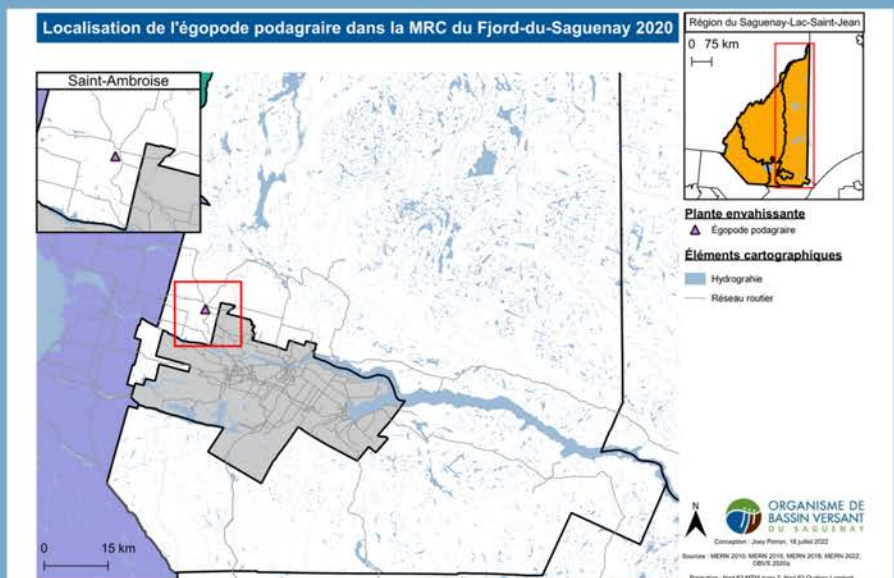 Localisation de l'égopode podagraire dans la MRC du Fjord-du-Saguenay 2020
Région du Saguenay-Lac-Saint-Jean
0 75 km
Saint-Ambroise
Plante envahissante
Égopode podagraire
Éléments cartographiques
Hydrograhie
Réseau routier
0 15 km
N
ORGANISME DE
BASSIN VERSANT
DU SAGUENAY
Conception : Joey
18 juillet 2022
Sources : MERN 2010; MERN 2015; MERN 2018; MERN 2022;
OBVS 2020a